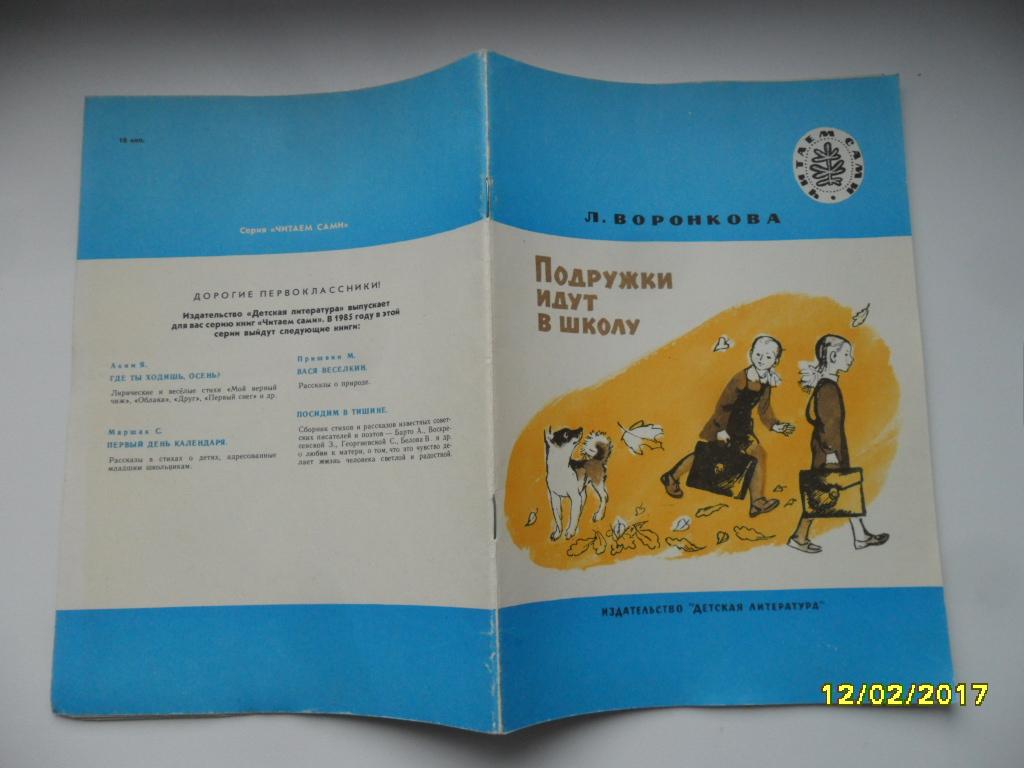 10 коп.
Серия «ЧИТАЕМ САМИ»
ДОРОГИЕ ПЕРВОКЛАССНИКИ!
Издательство «Детская литература» выпускает
для вас серию книг «Читаем сами». В 1985 году в этой
серии выйдут следующие книги:
Аким Я.
ГДЕ ТЫ ХОДИШЬ, ОСЕНЬ?
Лирические и весёлые стихи «Мой верный
чиж», «Облака», «Друг», «Первый снег» и др.
Маршак С.
ПЕРВЫЙ ДЕНЬ КАЛЕНДАРЯ.
Рассказы в стихах о детях, адресованные
младшим школьникам.
Пришвин М.
ВАСЯ ВЕСЕЛКИН.
Рассказы о природе.
ПОСИДИМ В ТИШИНЕ.
Сборник стихов и рассказов известных совет-
ских писателей и поэтов — Барто А., Воскре-
сенской З., Георгиевской С., Белова В. и др.
о любви к матери, о том, что это чувство де-
лает жизнь человека светлой и радостной.
ЧИТАЕМ САМИ
Л. ВОРОНКОВА
ПОДРУЖКИ
ИДУТ
В ШКОЛУ
ИЗДАТЕЛЬСТВО "ДЕТСКАЯ ЛИТЕРАТУРА"
12/02/2017